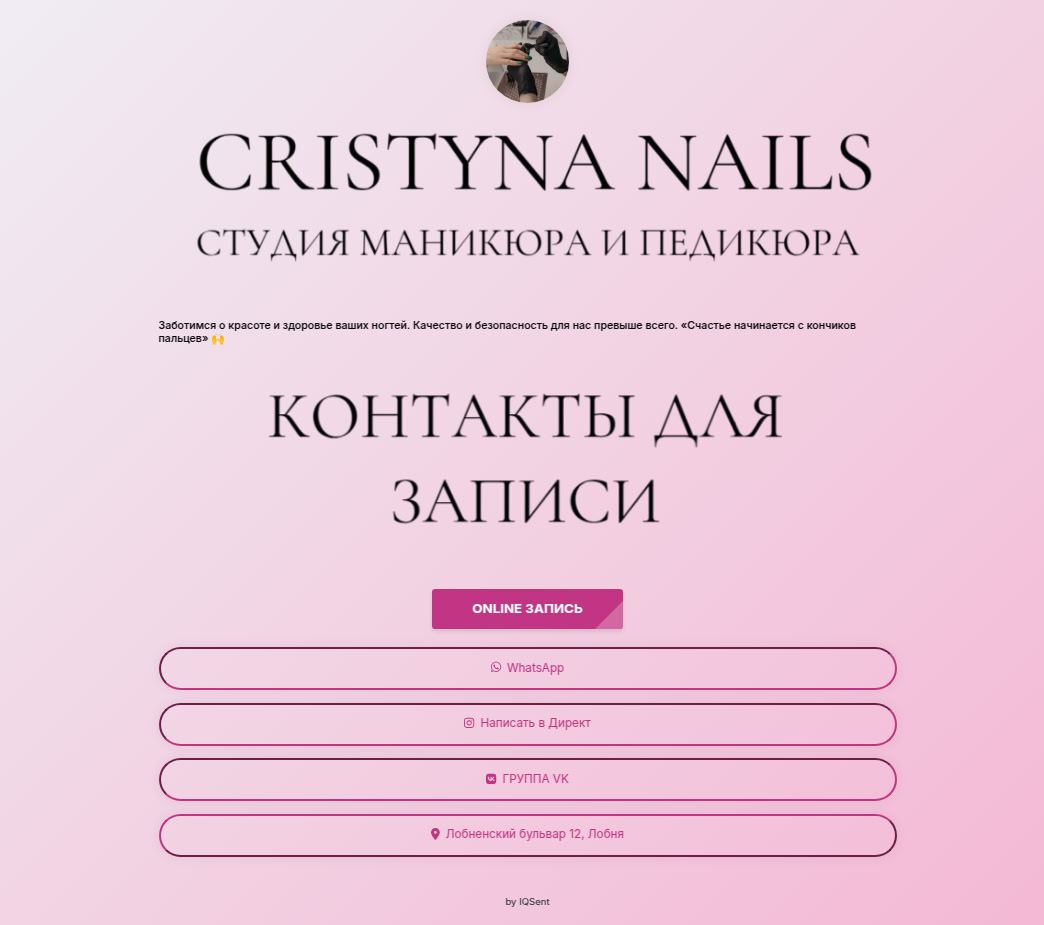 CRISTYNA NAILS
СТУДИЯ МАНИКЮРА И ПЕДИКЮРА
Заботимся о красоте и здоровье ваших ногтей. Качество и безопасность для нас превыше всего. «Счастье начинается с кончиков
пальцев» 🙌
КОНТАКТЫ ДЛЯ
ЗАПИСИ
ONLINE ЗАПИСЬ
WhatsApp
Написать в Директ
ГРУППА VK
Лобненский бульвар 12, Лобня
by IQSent